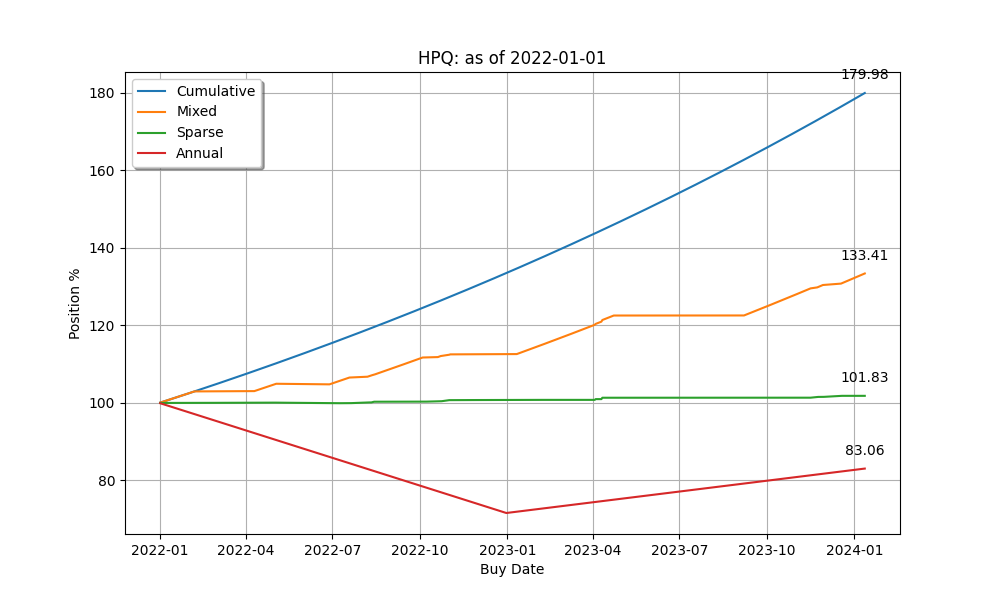 HPQ: as of 2022-01-01
179.98
180
Cumulative
Mixed
Sparse
Annual
160
140
133.41
120
101.83
100
83.06
80
Position %
2022-01 2022-04 2022-07 2022-10 2023-01 2023-04 2023-07 2023-10 2024-01
Buy Date